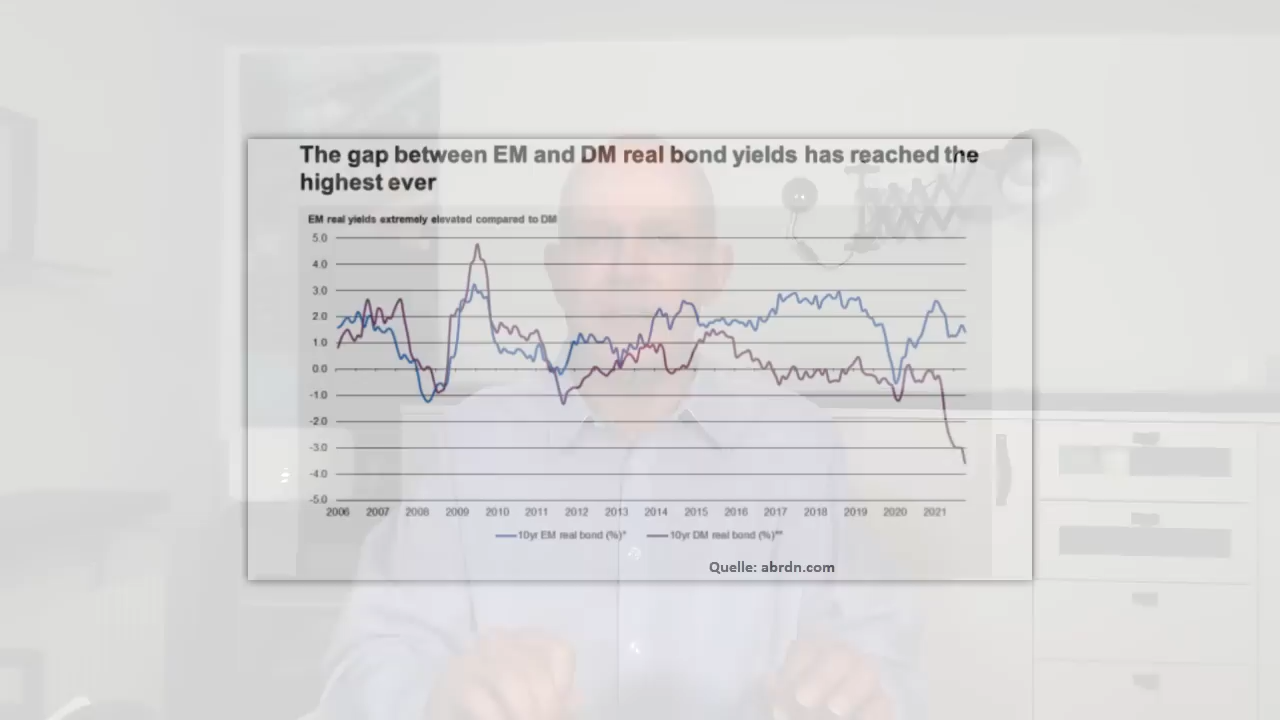 The gap between EM and DM real bond yields has reached the
highest ever
EM real yields extremely elevated compared to DM
5.0
4.0
3.0
2.0
1.0
0.0
-1.0
-2.0
-3.0
-4.0
-5.0
2006 2007 2008 2009 2010 2011 2012 2013 2014 2015 2016 2017 2018 2019 2020 2021
10yr EM real bond (%)* 10yr DM real bond (%)**
Quelle: abrdn.com